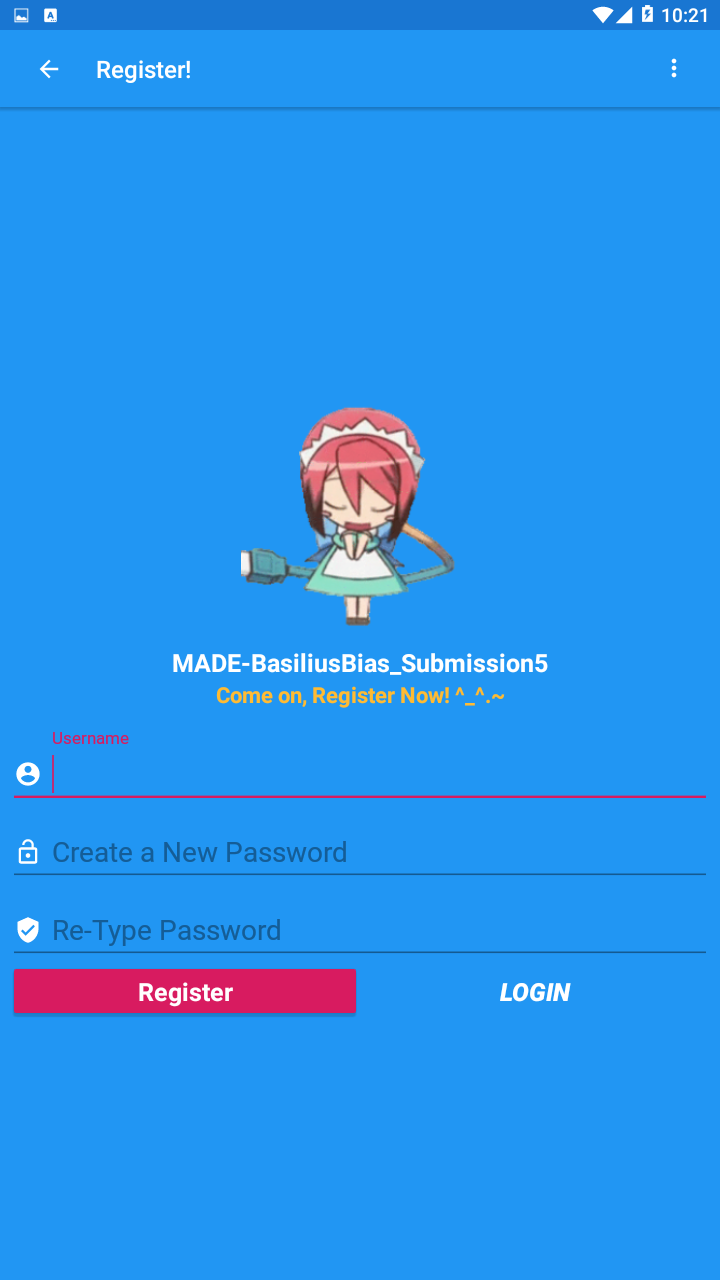 10:21
Register!
MADE-BasiliusBias_Submission5
Come on, Register Now! ^_^.~
Username
Create a New Password
Re-Type Password
Register
LOGIN